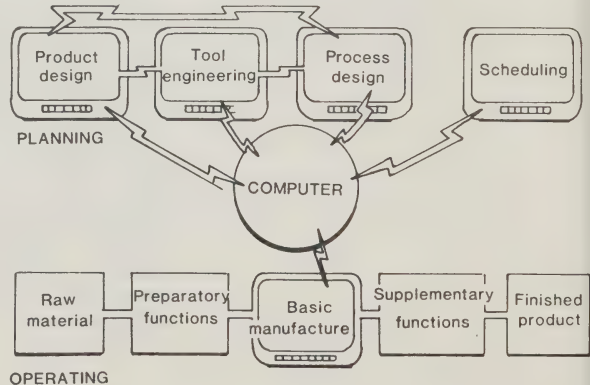 Product
design
Tool
engineering
Process
design
Scheduling
PLANNING
COMPUTER
Raw
material
Preparatory
functions
Basic
manufacture
Supplementary
functions
Finished
product
OPERATING